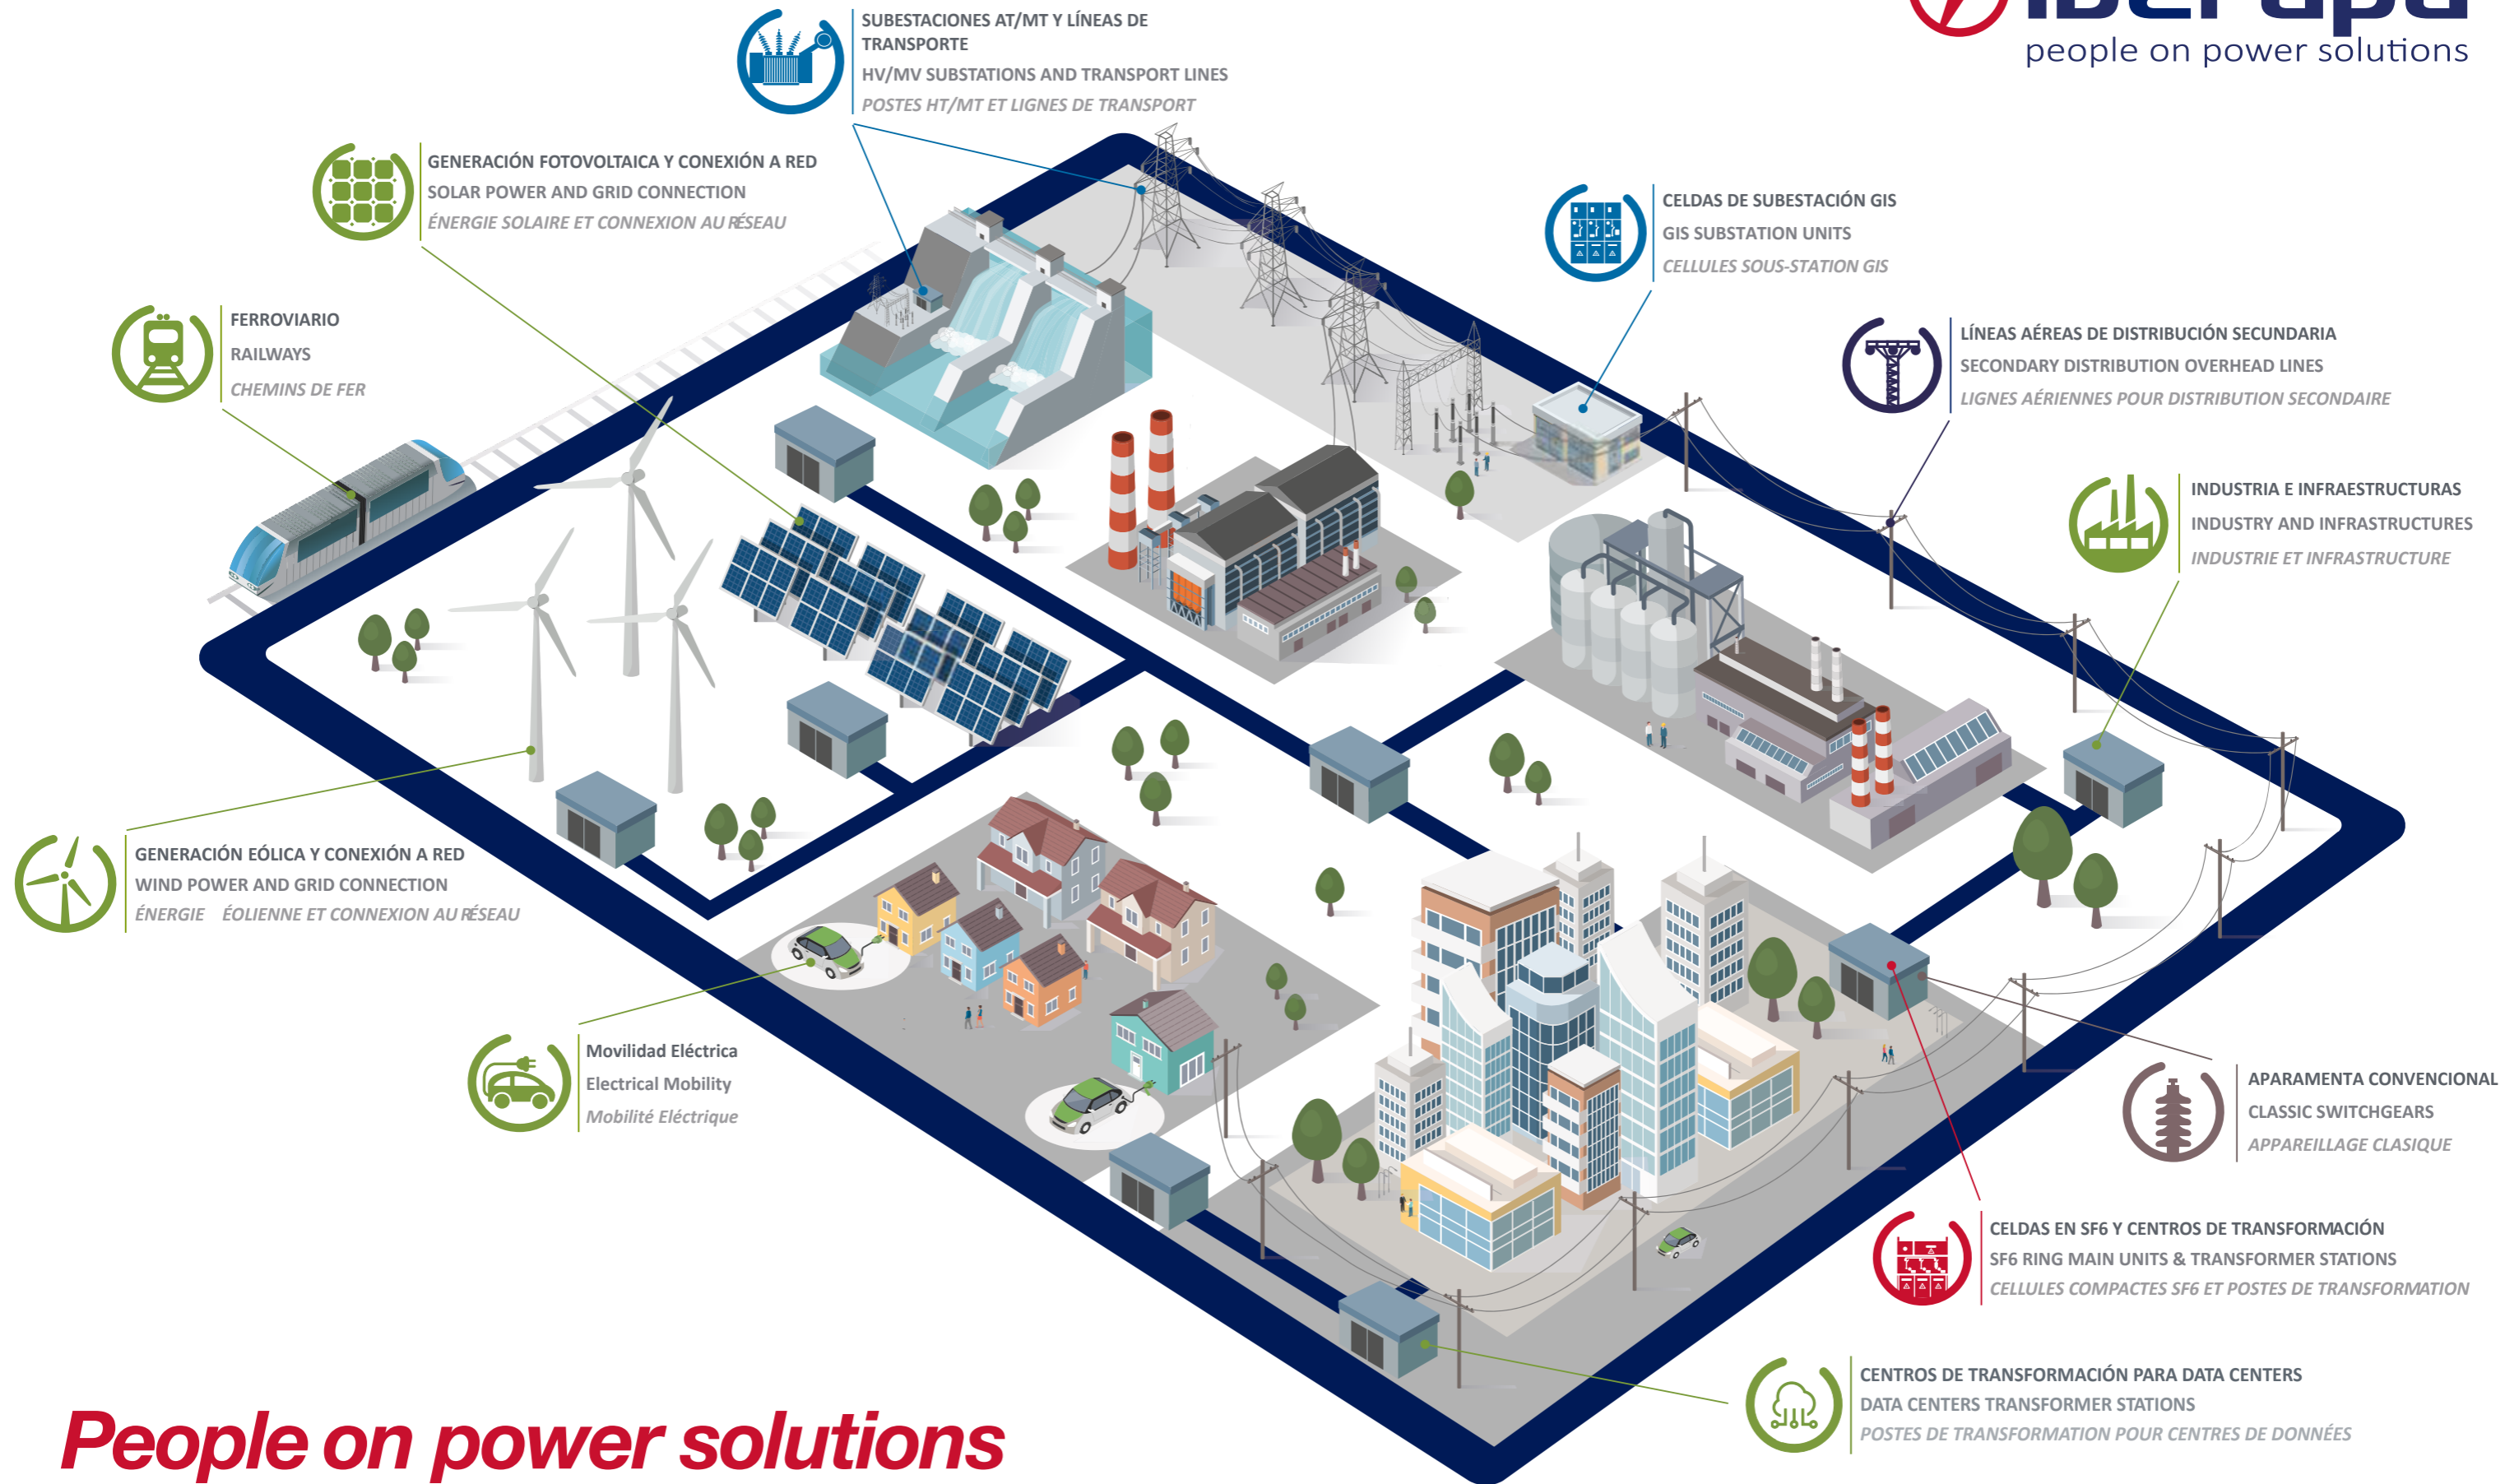 people on power solutions
SUBESTACIONES AT/MT Y LÍNEAS DE
TRANSPORTE
HV/MV SUBSTATIONS AND TRANSPORT LINES
POSTES HT/MT ET LIGNES DE TRANSPORT
GENERACIÓN FOTOVOLTAICA Y CONEXIÓN A RED
SOLAR POWER AND GRID CONNECTION
ÉNERGIE SOLAIRE ET CONNEXION AU RÉSEAU
CELDAS DE SUBESTACIÓN GIS
GIS SUBSTATION UNITS
CELLULES SOUS-STATION GIS
FERROVIARIO
RAILWAYS
CHEMINS DE FER
LÍNEAS AÉREAS DE DISTRIBUCIÓN SECUNDARIA
SECONDARY DISTRIBUTION OVERHEAD LINES
LIGNES AÉRIENNES POUR DISTRIBUTION SECONDAIRE
INDUSTRIA E INFRAESTRUCTURAS
INDUSTRY AND INFRASTRUCTURES
INDUSTRIE ET INFRASTRUCTURE
GENERACIÓN EÓLICA Y CONEXIÓN A RED
WIND POWER AND GRID CONNECTION
ÉNERGIE ÉOLIENNE ET CONNEXION AU RÉSEAU
Movilidad Eléctrica
Electrical Mobility
Mobilité Eléctrique
APARAMENTA CONVENCIONAL
CLASSIC SWITCHGEARS
APPAREILLAGE CLASIQUE
CELDAS EN SF6 Y CENTROS DE TRANSFORMACIÓN
SF6 RING MAIN UNITS & TRANSFORMER STATIONS
CELLULES COMPACTES SF6 ET POSTES DE TRANSFORMATION
CENTROS DE TRANSFORMACIÓN PARA DATA CENTERS
DATA CENTERS TRANSFORMER STATIONS
POSTES DE TRANSFORMATION POUR CENTRES DE DONNÉES
People on power solutions